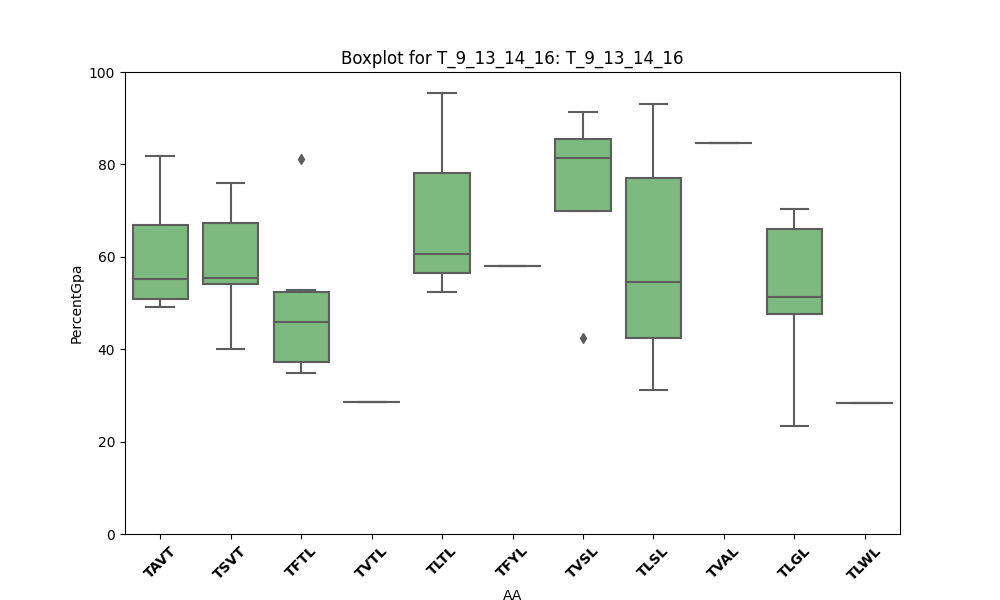 Boxplot for T_9_13_14_16: T_9_13_14_16
PercentGpa
100
80
60
40
20
0
TAVT TSVT TFTL TVTL TLTL TFYL TVSL TLSL TVAL TLGL TLWL
AA